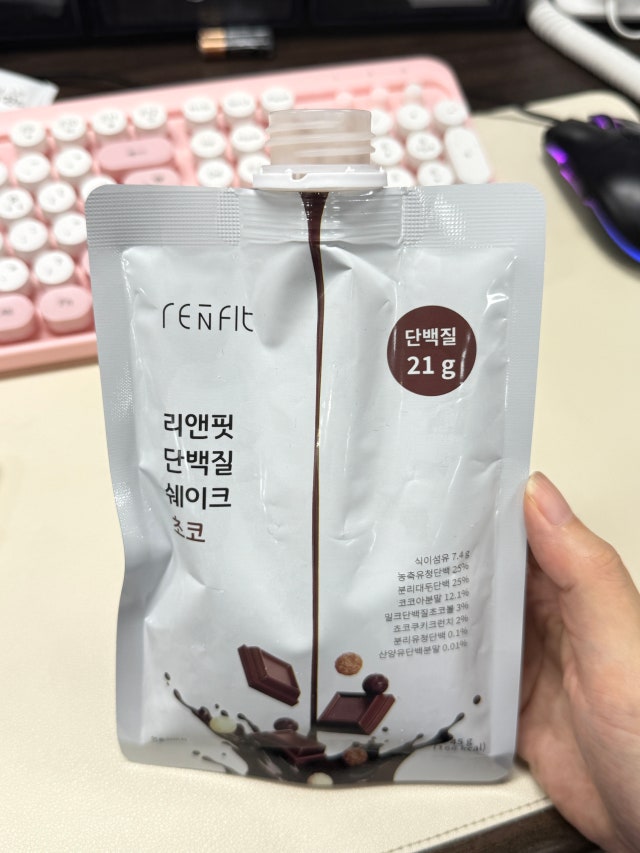 renfit
단백질
21 g
리앤핏
단백질
쉐이크
초코
식이섬유 7.4 g
농축유청단백 25%
분리대두단백 25%
코코아분말 12.1%
밀크단백질초코볼 3%
쵸코쿠키크런치 2%
분리유청단백 0.1%
산양유단백분말 0.01%